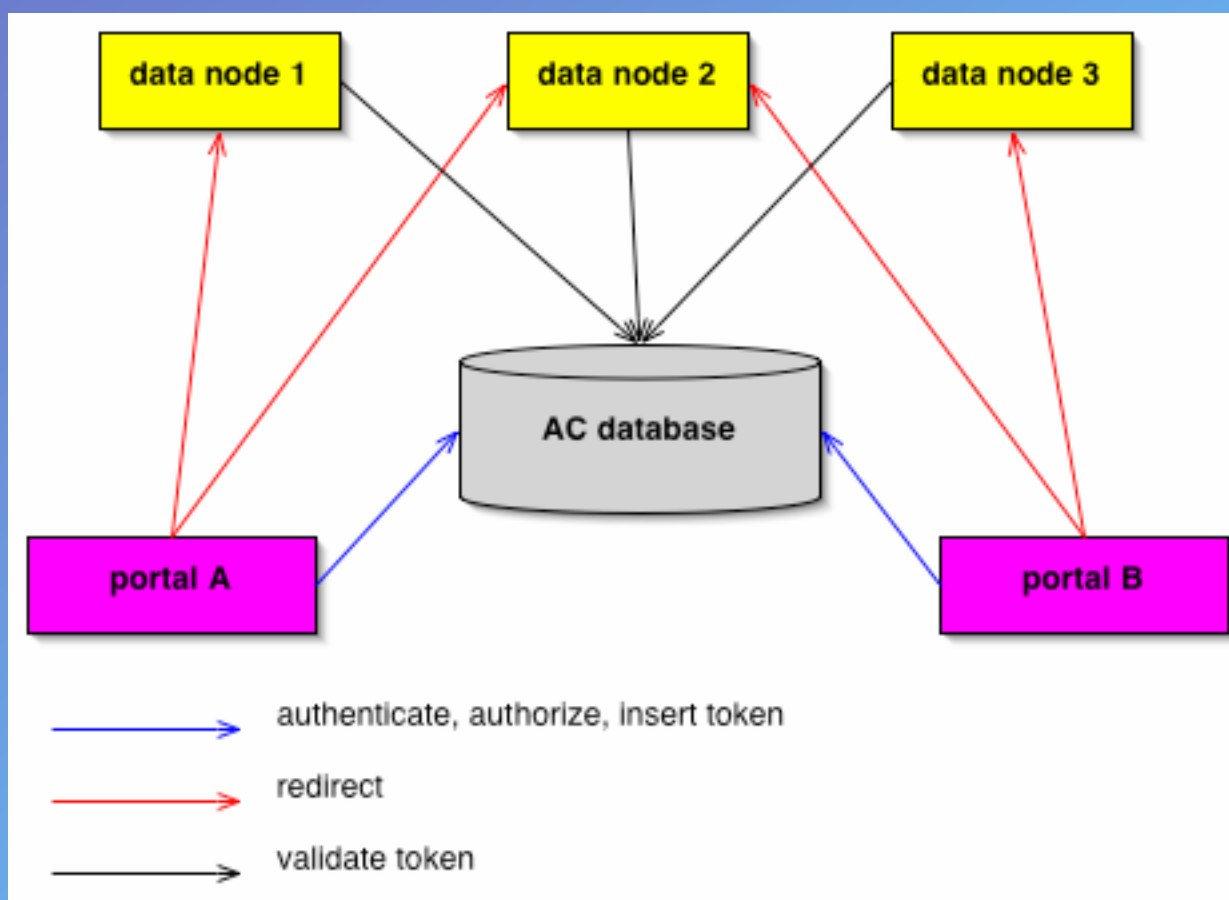 data node 1
data node 2
data node 3
AC database
portal A
portal B
authenticate, authorize, insert token
redirect
validate token